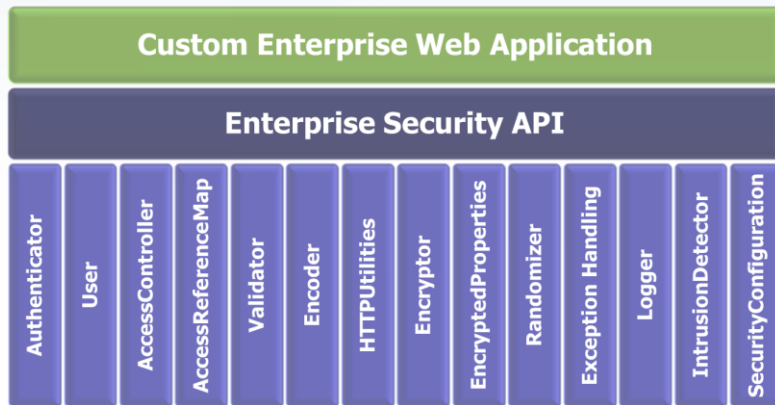 Custom Enterprise Web Application
Enterprise Security API
Authenticator
User
AccessController
AccessReferenceMap
Validator
Encoder
HTTPUtilities
Encryptor
EncryptedProperties
Randomizer
Exception Handling
Logger
IntrusionDetector
SecurityConfiguration